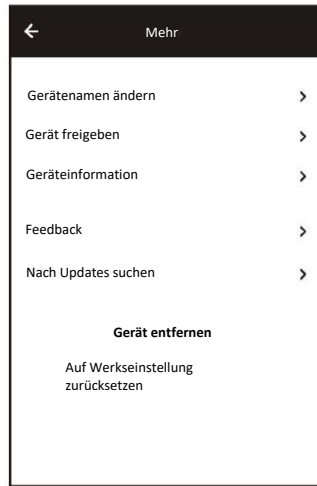 Mehr
Gerätenamen ändern
Gerät freigeben
Geräteinformation
Feedback
Nach Updates suchen
Gerät entfernen
Auf Werkseinstellung
zurücksetzen